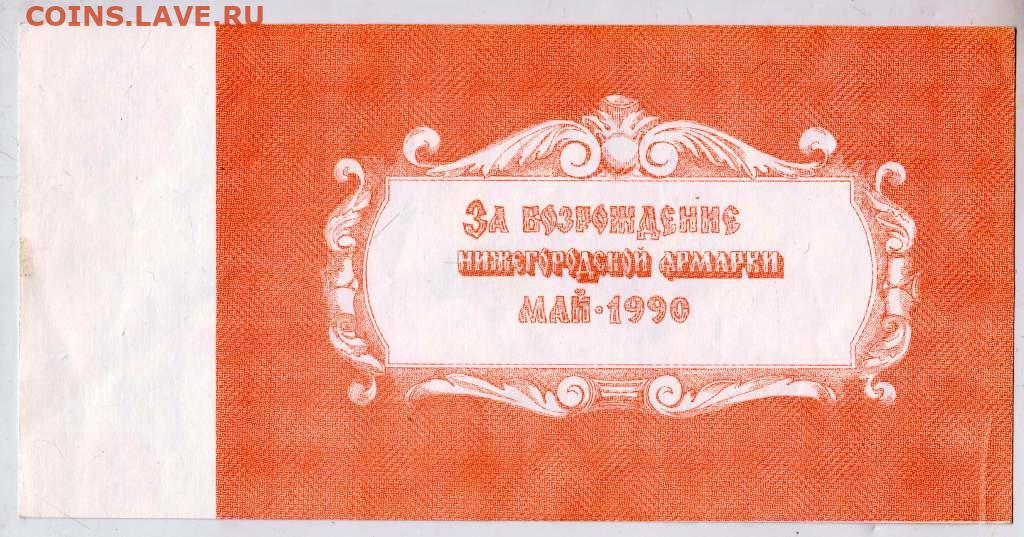 COINS.LAVE.RU
За возрождение
нижегородской ярмарки
май · 1990